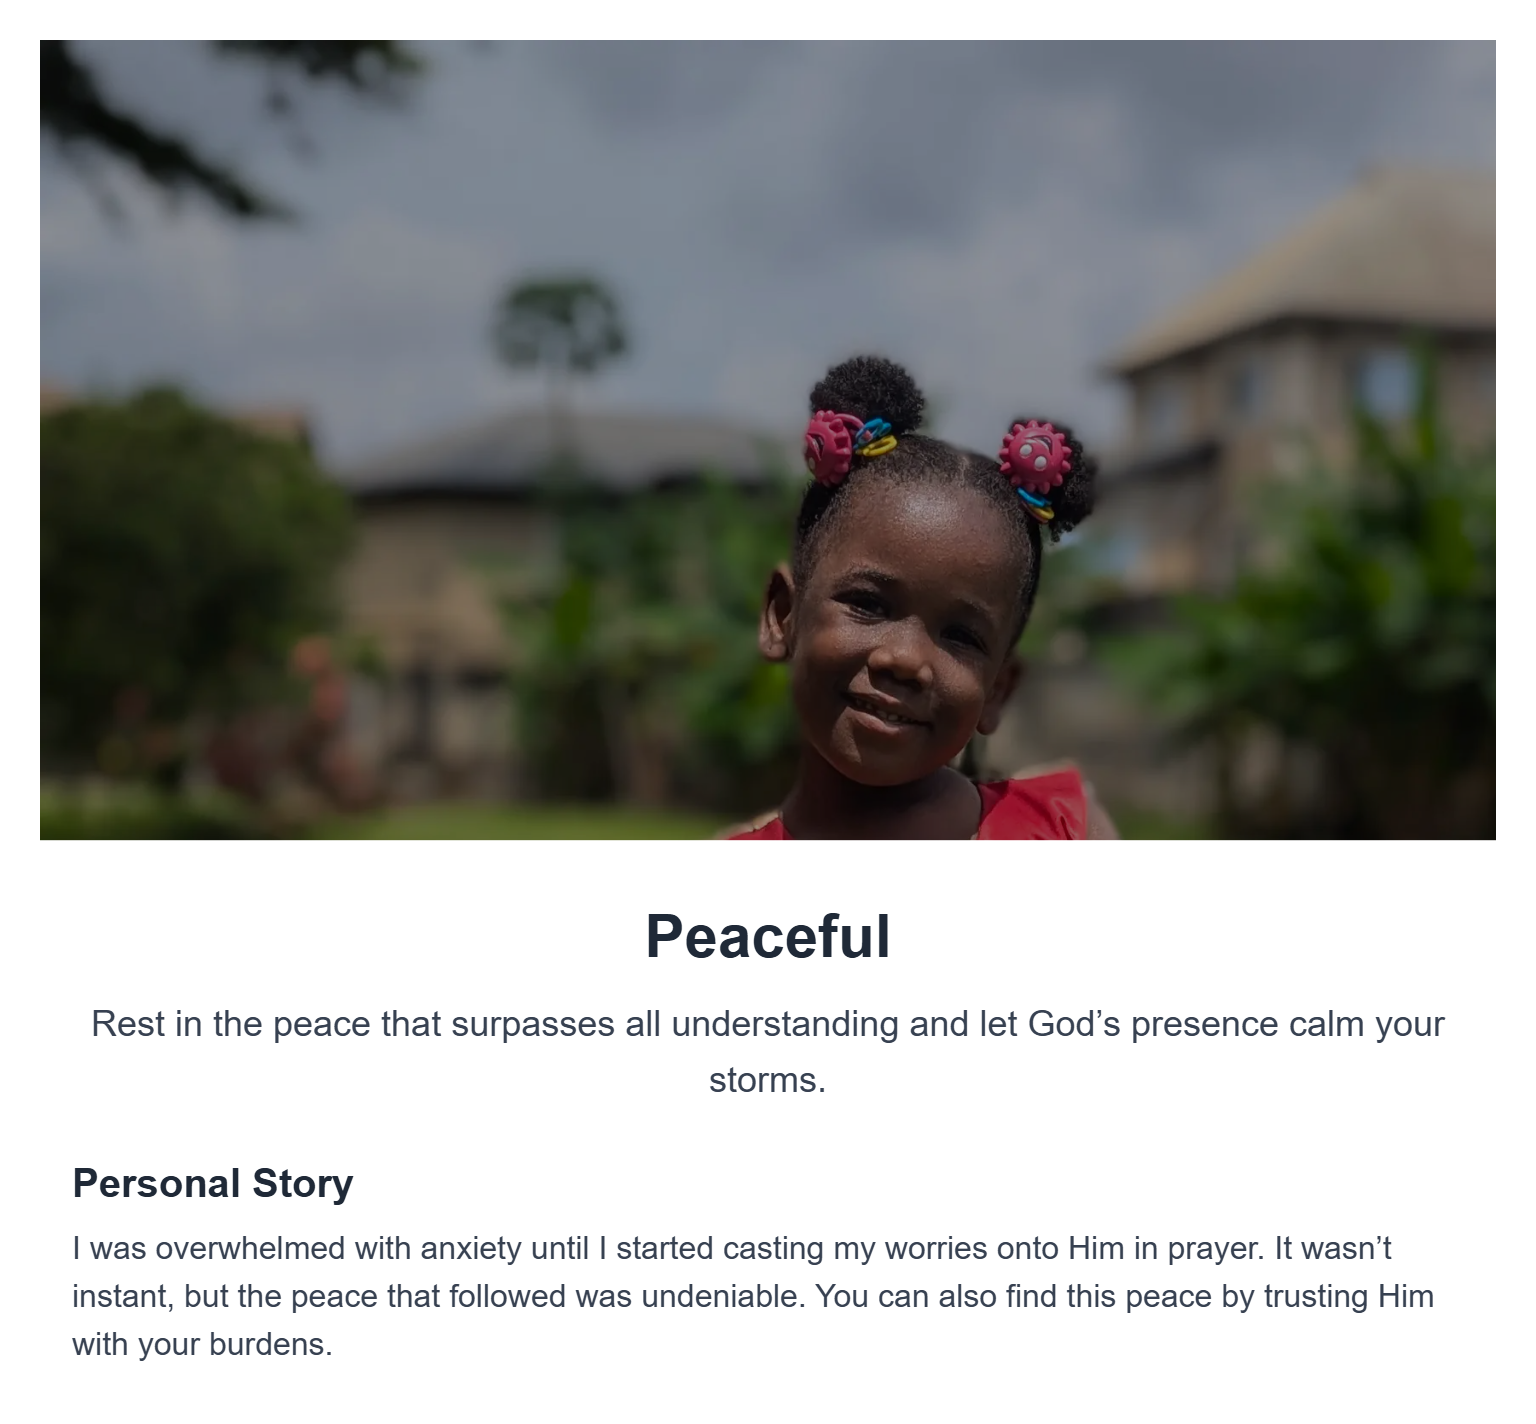 Peaceful
Rest in the peace that surpasses all understanding and let God’s presence calm your
storms.
Personal Story
I was overwhelmed with anxiety until I started casting my worries onto Him in prayer. It wasn’t
instant, but the peace that followed was undeniable. You can also find this peace by trusting Him
with your burdens.